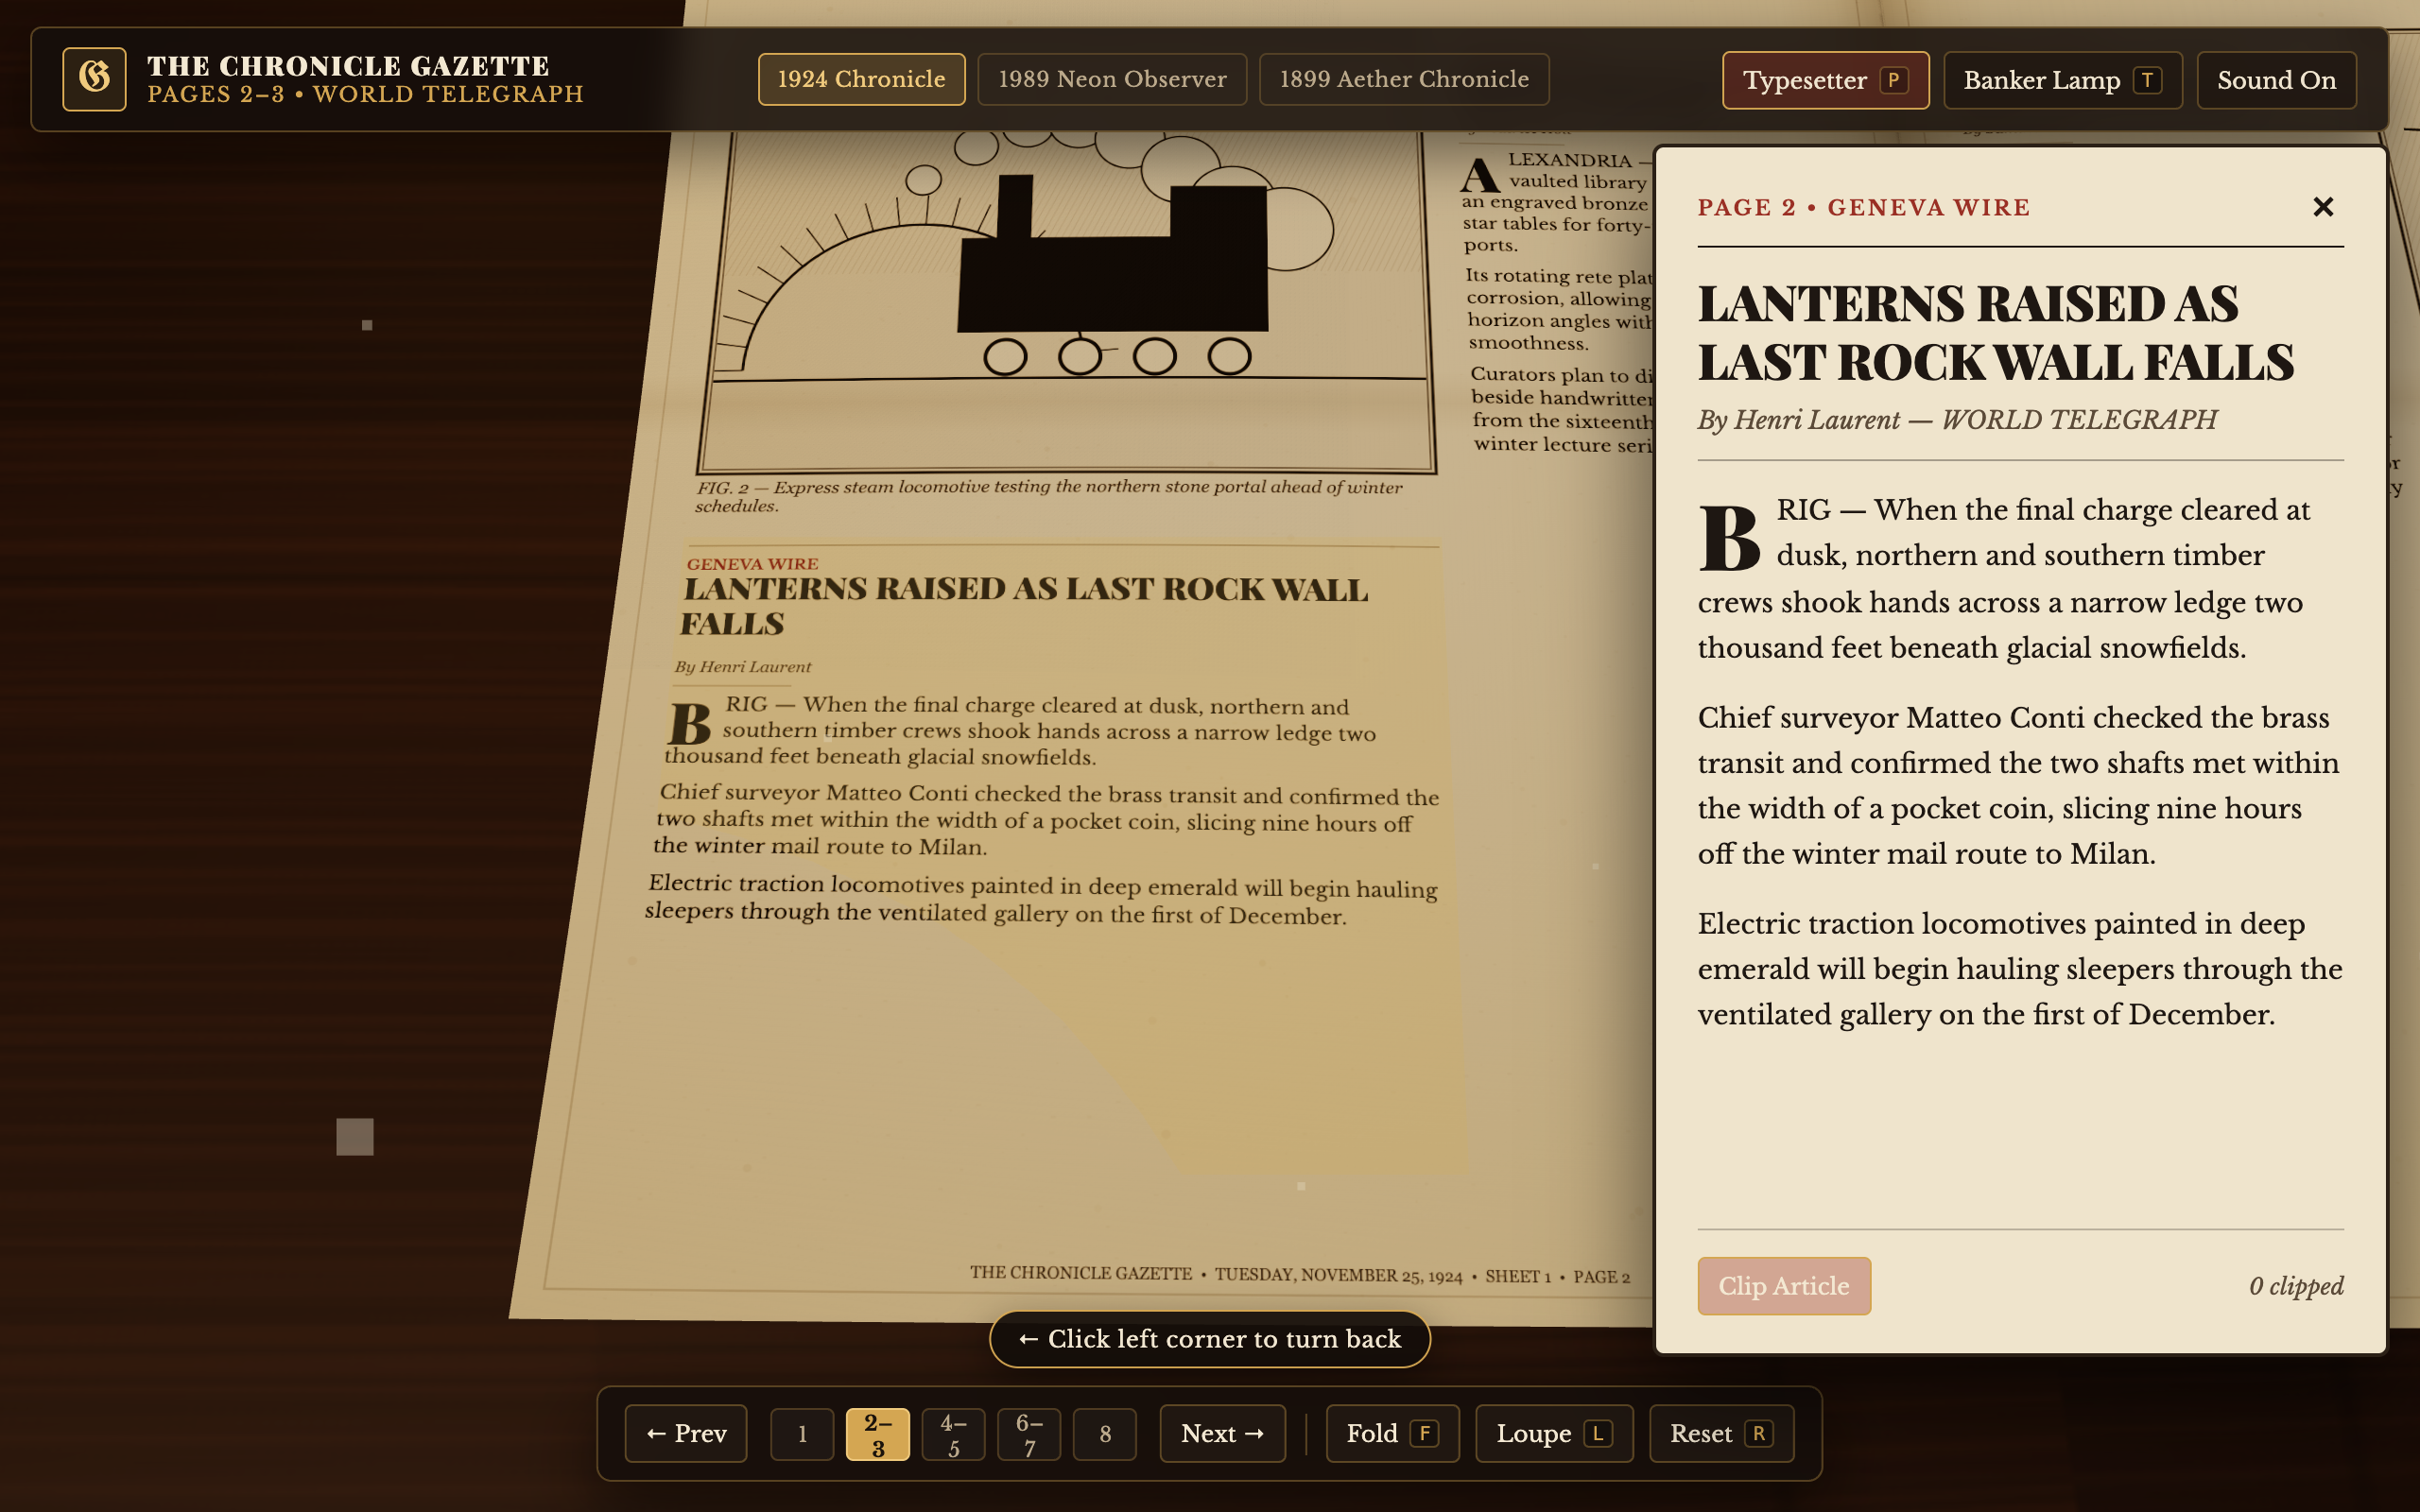 G
THE CHRONICLE GAZETTE
PAGES 2–3 • WORLD TELEGRAPH
1924 Chronicle
1989 Neon Observer
1899 Aether Chronicle
Typesetter P
Banker Lamp T
Sound On
FIG. 2 — Express steam locomotive testing the northern stone portal ahead of winter
schedules.
GENEVA WIRE
LANTERNS RAISED AS LAST ROCK WALL
FALLS
By Henri Laurent
BRIG — When the final charge cleared at dusk, northern and
southern timber crews shook hands across a narrow ledge two
thousand feet beneath glacial snowfields.
Chief surveyor Matteo Conti checked the brass transit and confirmed the
two shafts met within the width of a pocket coin, slicing nine hours off
the winter mail route to Milan.
Electric traction locomotives painted in deep emerald will begin hauling
sleepers through the ventilated gallery on the first of December.
ALEXANDRIA —
vaulted library
an engraved bronze
star tables for forty-
ports.
Its rotating rete
corrosion, allowing
horizon angles with
smoothness.
Curators plan to
beside
from the sixteenth
winter lecture
THE CHRONICLE GAZETTE • TUESDAY, NOVEMBER 25, 1924 • SHEET 1 • PAGE 2
PAGE 2 • GENEVA WIRE
×
LANTERNS RAISED AS
LAST ROCK WALL FALLS
By Henri Laurent — WORLD TELEGRAPH
BRIG — When the final charge cleared at
dusk, northern and southern timber
crews shook hands across a narrow ledge two
thousand feet beneath glacial snowfields.
Chief surveyor Matteo Conti checked the brass
transit and confirmed the two shafts met within
the width of a pocket coin, slicing nine hours
off the winter mail route to Milan.
Electric traction locomotives painted in deep
emerald will begin hauling sleepers through the
ventilated gallery on the first of December.
Clip Article
0 clipped
← Click left corner to turn back
← Prev
1
2–
3
4–
5
6–
7
8
Next →
Fold F
Loupe L
Reset R